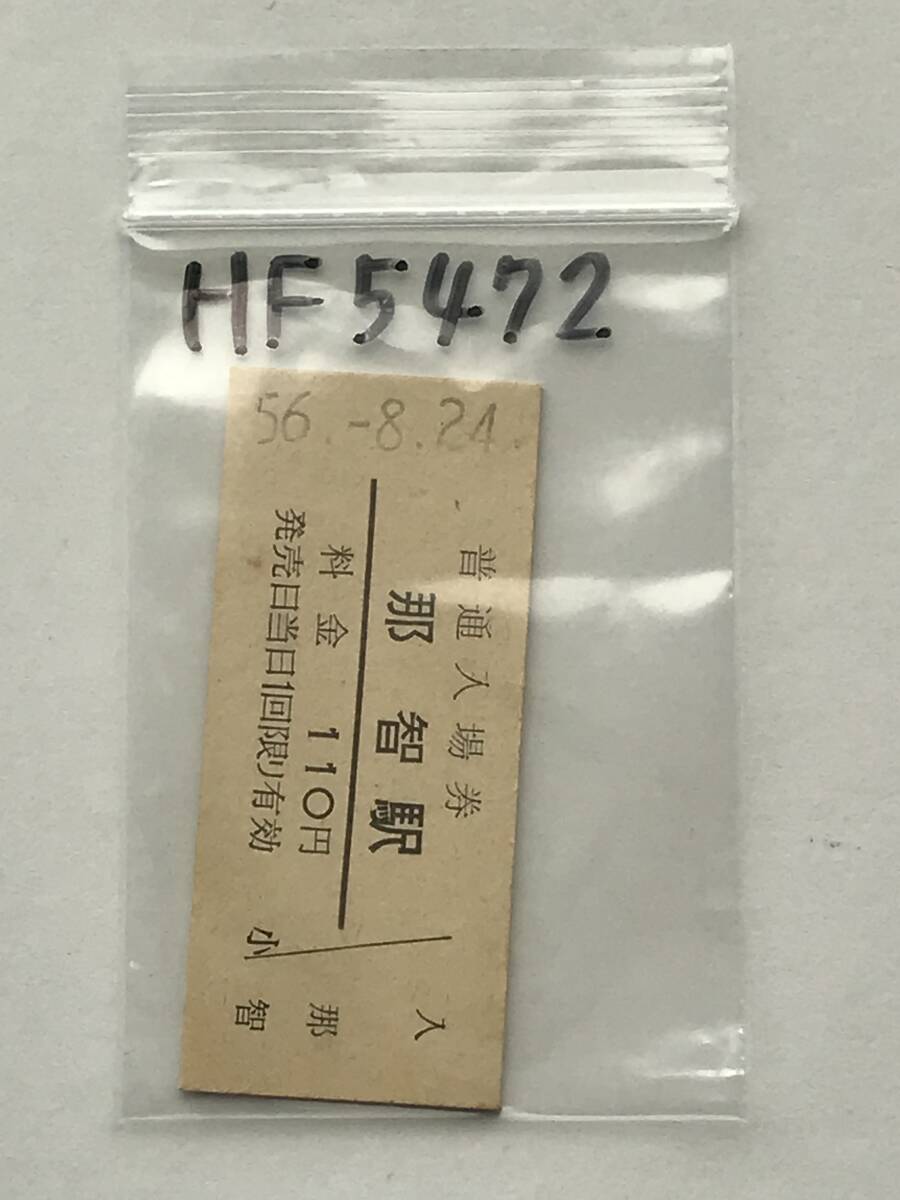 HF5472
56.-8.24
普通入場券
那智駅
料金 110円
発売日当日1回限り有効
小
入
那
智